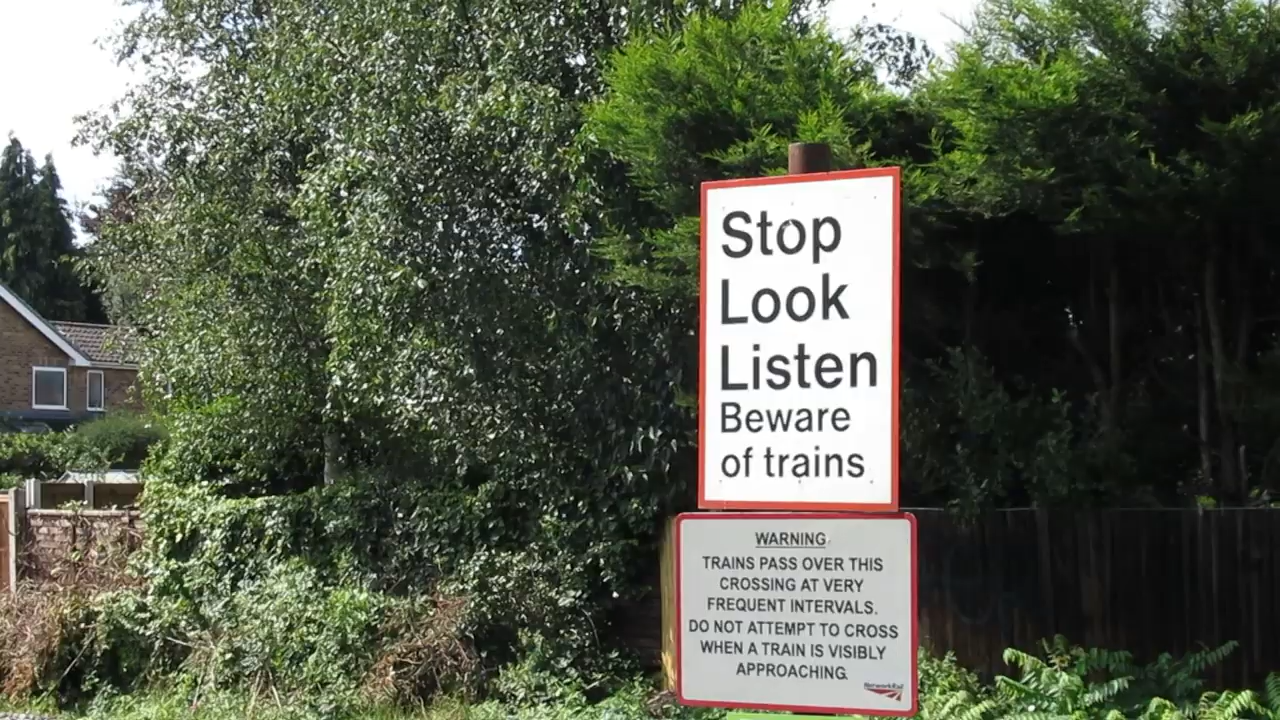 Stop
Look
Listen
Beware
of trains
WARNING
TRAINS PASS OVER THIS
CROSSING AT VERY
FREQUENT INTERVALS.
DO NOT ATTEMPT TO CROSS
WHEN A TRAIN IS VISIBLY
APPROACHING.
NetworkRail